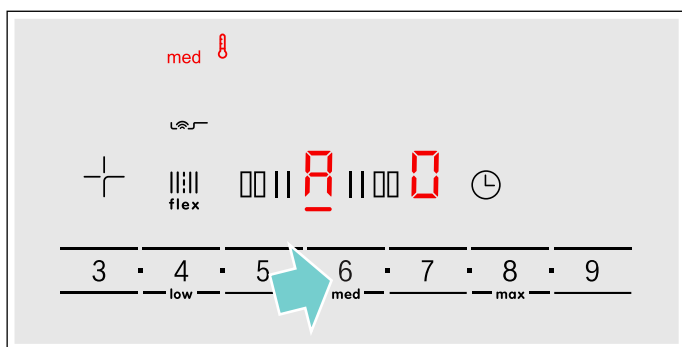 med
A 0
flex
3 · 4 · 5 6 · 7 · 8 · 9
low med max